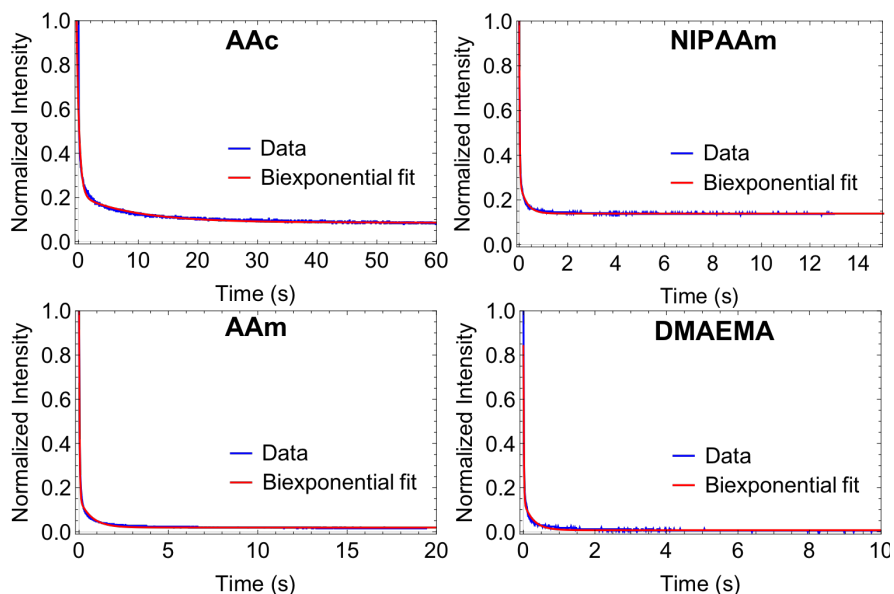 AAc
Normalized Intensity
1.0
0.8
0.6
0.4
0.2
0.0
Data
Biexponential fit
0 10 20 30 40 50 60
Time (s)
NIPAAm
Normalized Intensity
1.0
0.8
0.6
0.4
0.2
0.0
Data
Biexponential fit
0 2 4 6 8 10 12 14
Time (s)
AAm
Normalized Intensity
1.0
0.8
0.6
0.4
0.2
0.0
Data
Biexponential fit
0 5 10 15 20
Time (s)
DMAEMA
Normalized Intensity
1.0
0.8
0.6
0.4
0.2
0.0
Data
Biexponential fit
0 2 4 6 8 10
Time (s)